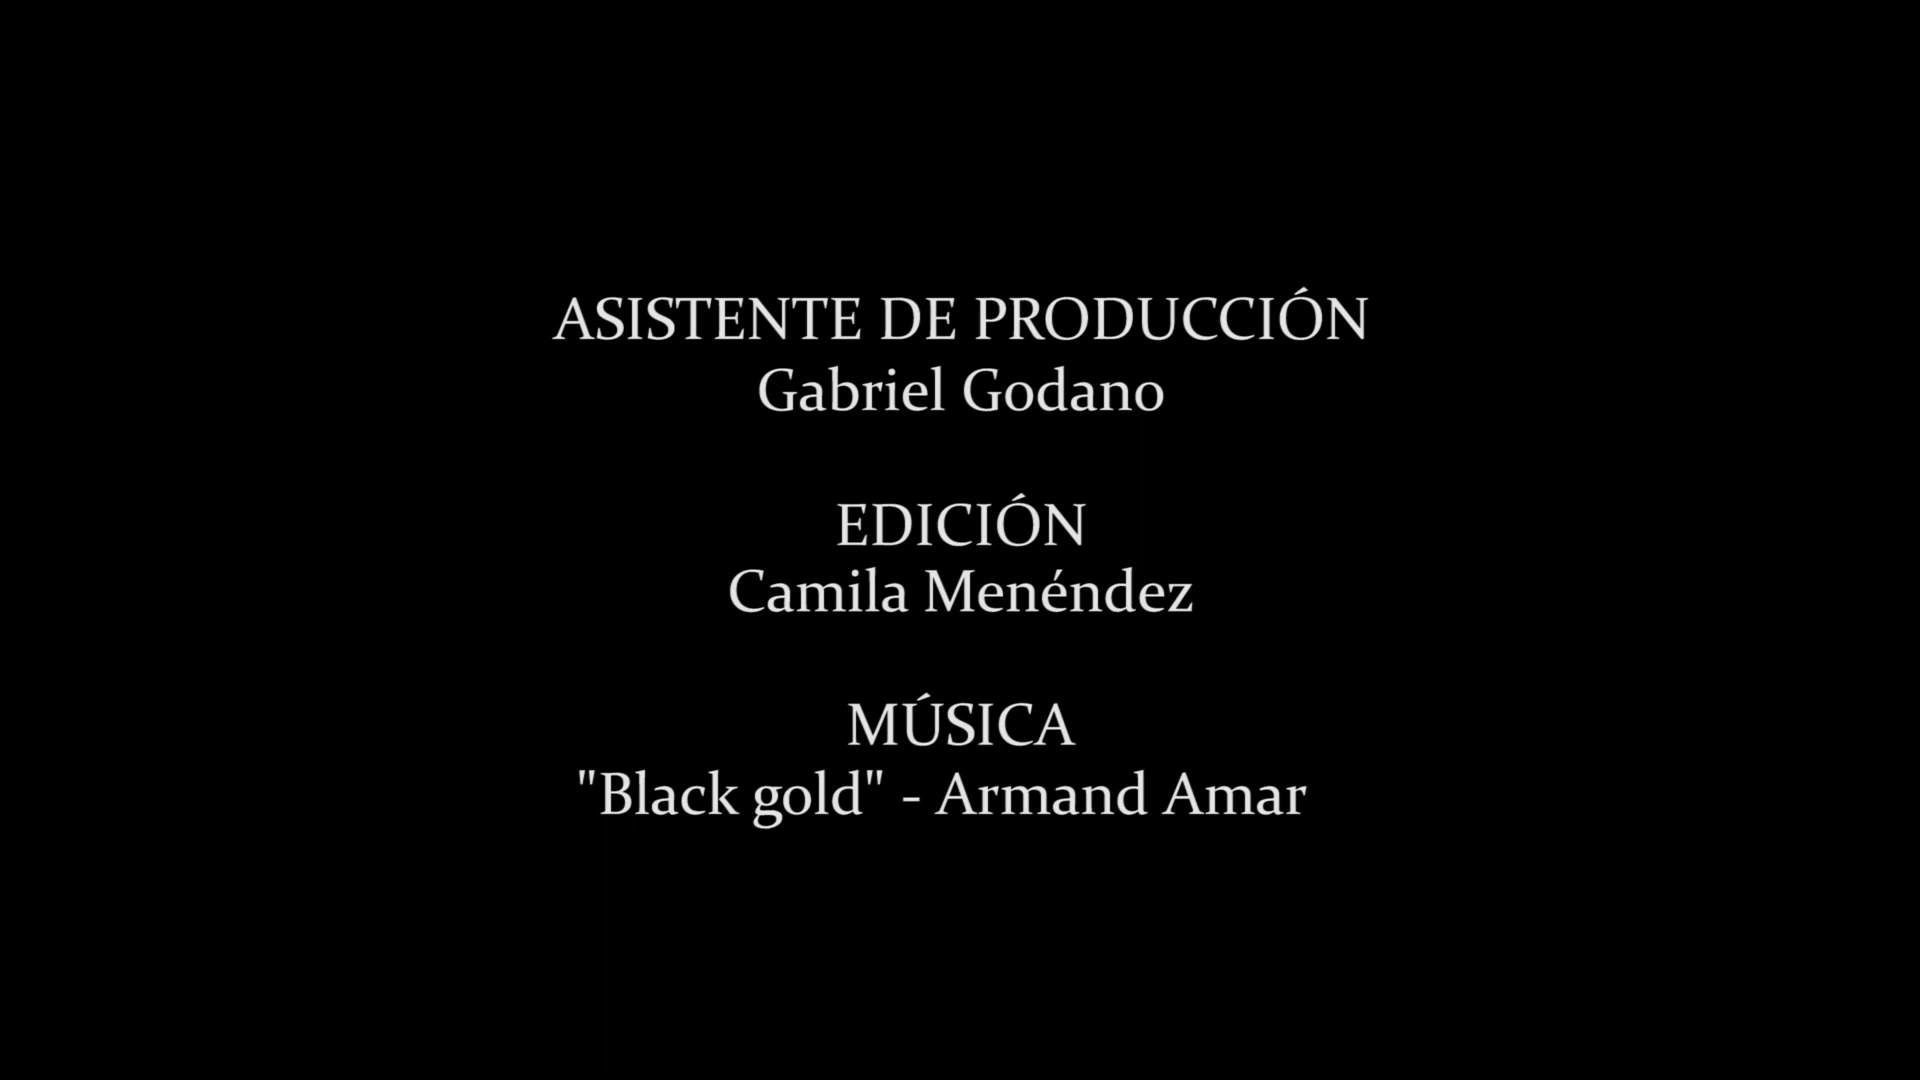 ASISTENTE DE PRODUCCIÓN
Gabriel Godano
EDICIÓN
Camila Menéndez
MÚSICA
"Black gold" - Armand Amar